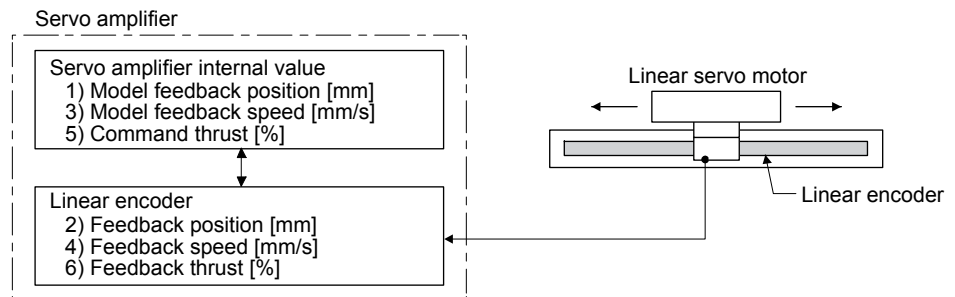 Servo amplifier
Servo amplifier internal value
1) Model feedback position [mm]
3) Model feedback speed [mm/s]
5) Command thrust [%]
Linear encoder
2) Feedback position [mm]
4) Feedback speed [mm/s]
6) Feedback thrust [%]
Linear servo motor
Linear encoder